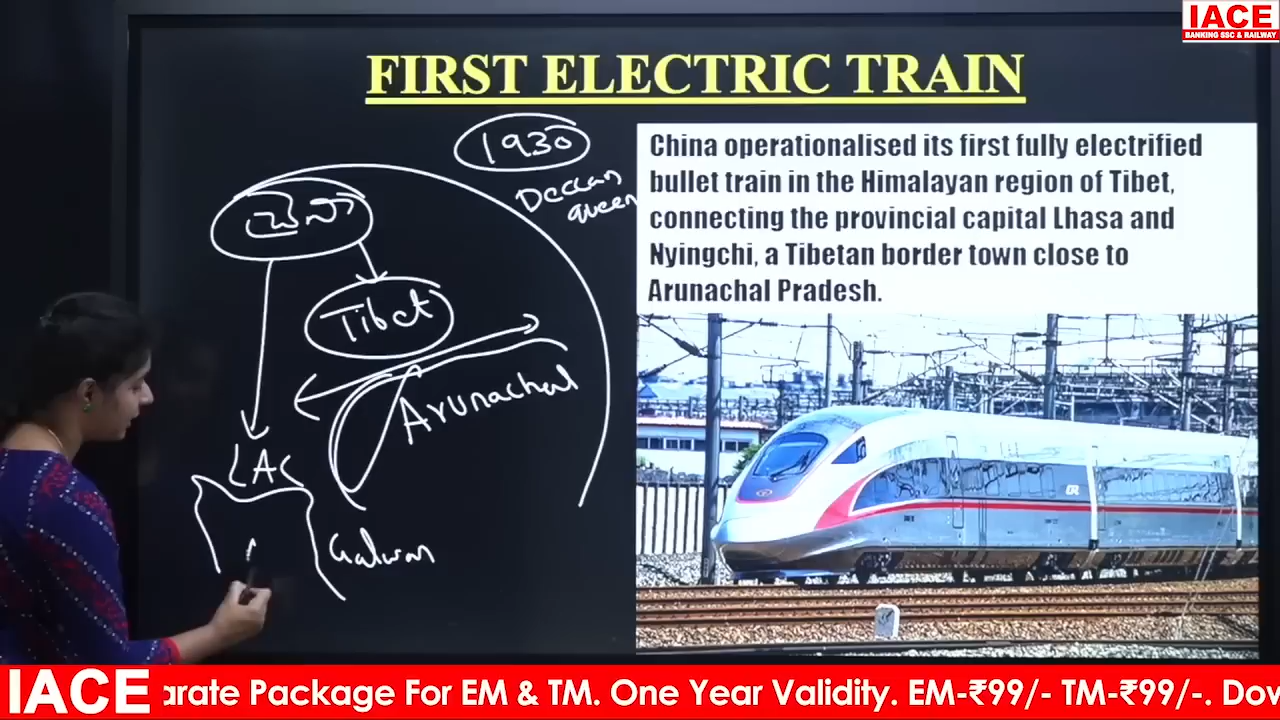 IACE
BANKING SSC & RAILWAY
FIRST ELECTRIC TRAIN
1930
Deccan
queen
China operationalised its first fully electrified
bullet train in the Himalayan region of Tibet,
connecting the provincial capital Lhasa and
Nyingchi, a Tibetan border town close to
Arunachal Pradesh.
Tibet
Arunachal
LAC
Galwan
IACE arate Package For EM & TM. One Year Validity. EM-₹99/- TM-₹99/-. Dow